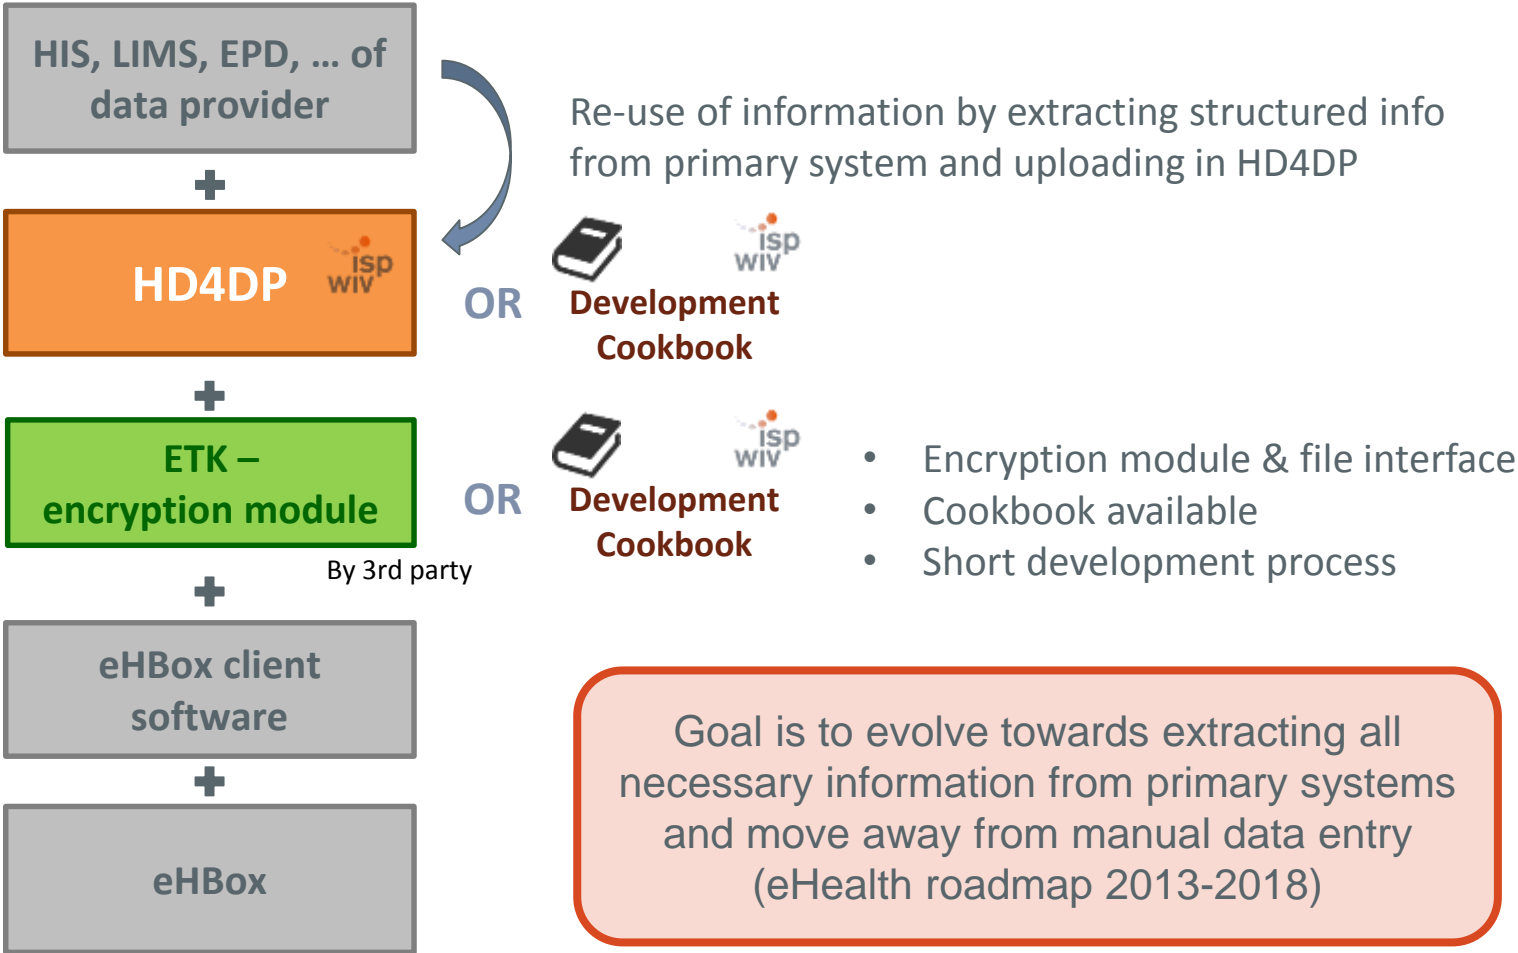 HIS, LIMS, EPD, … of
data provider
Re-use of information by extracting structured info
from primary system and uploading in HD4DP
HD4DP
isp
WIV
OR
isp
WIV
Development
Cookbook
ETK –
encryption module
By 3rd party
OR
isp
WIV
Development
Cookbook
• Encryption module & file interface
• Cookbook available
• Short development process
eHBox client
software
eHBox
Goal is to evolve towards extracting all
necessary information from primary systems
and move away from manual data entry
(eHealth roadmap 2013-2018)